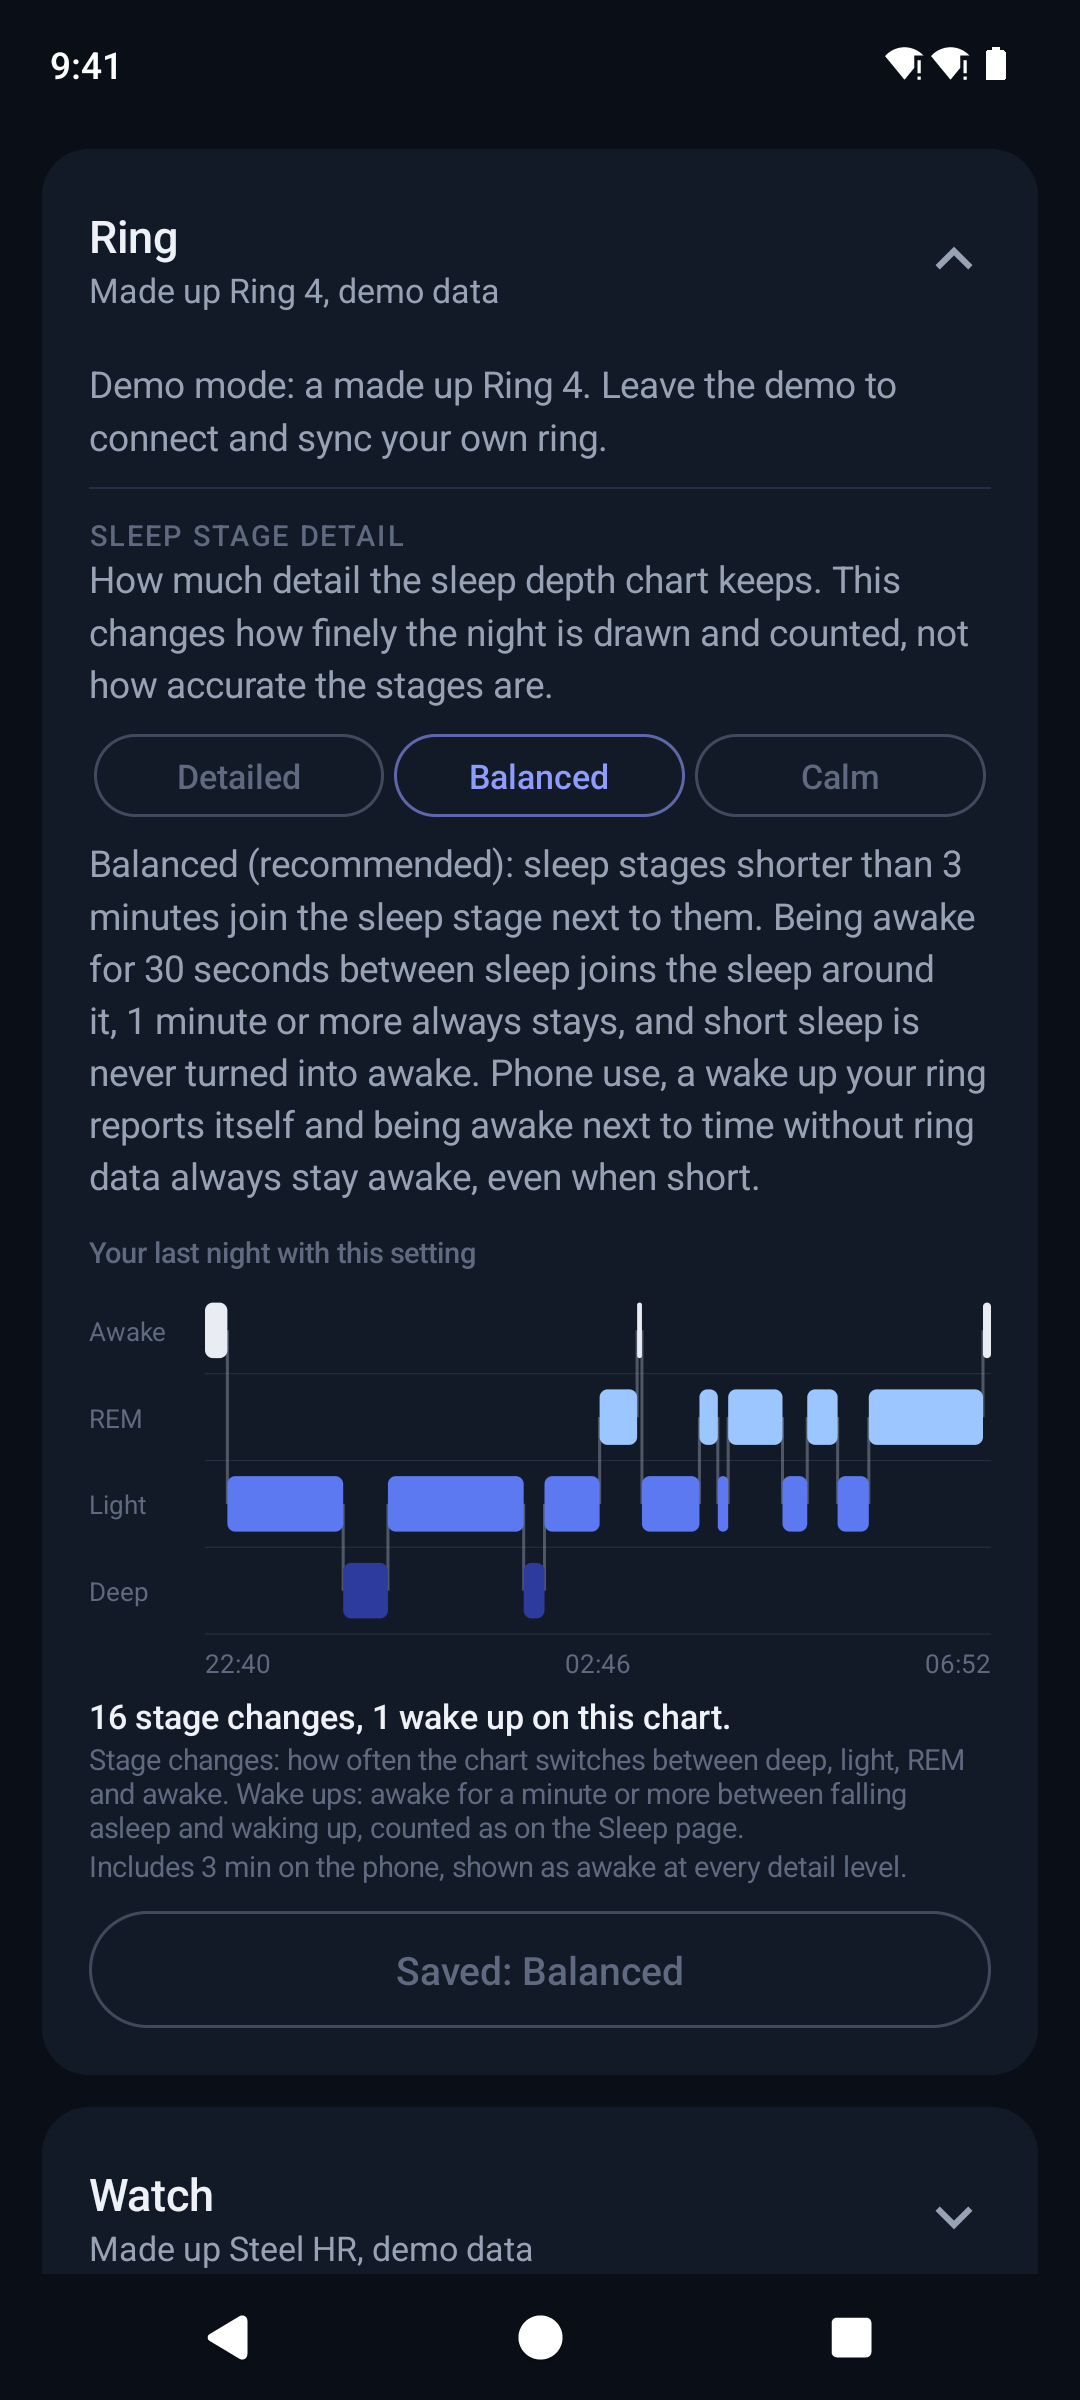 9:41
Ring
Made up Ring 4, demo data
Demo mode: a made up Ring 4. Leave the demo to
connect and sync your own ring.
SLEEP STAGE DETAIL
How much detail the sleep depth chart keeps. This
changes how finely the night is drawn and counted, not
how accurate the stages are.
Detailed
Balanced
Calm
Balanced (recommended): sleep stages shorter than 3
minutes join the sleep stage next to them. Being awake
for 30 seconds between sleep joins the sleep around
it, 1 minute or more always stays, and short sleep is
never turned into awake. Phone use, a wake up your ring
reports itself and being awake next to time without ring
data always stay awake, even when short.
Your last night with this setting
Awake
REM
Light
Deep
22:40
02:46
06:52
16 stage changes, 1 wake up on this chart.
Stage changes: how often the chart switches between deep, light, REM
and awake. Wake ups: awake for a minute or more between falling
asleep and waking up, counted as on the Sleep page.
Includes 3 min on the phone, shown as awake at every detail level.
Saved: Balanced
Watch
Made up Steel HR, demo data